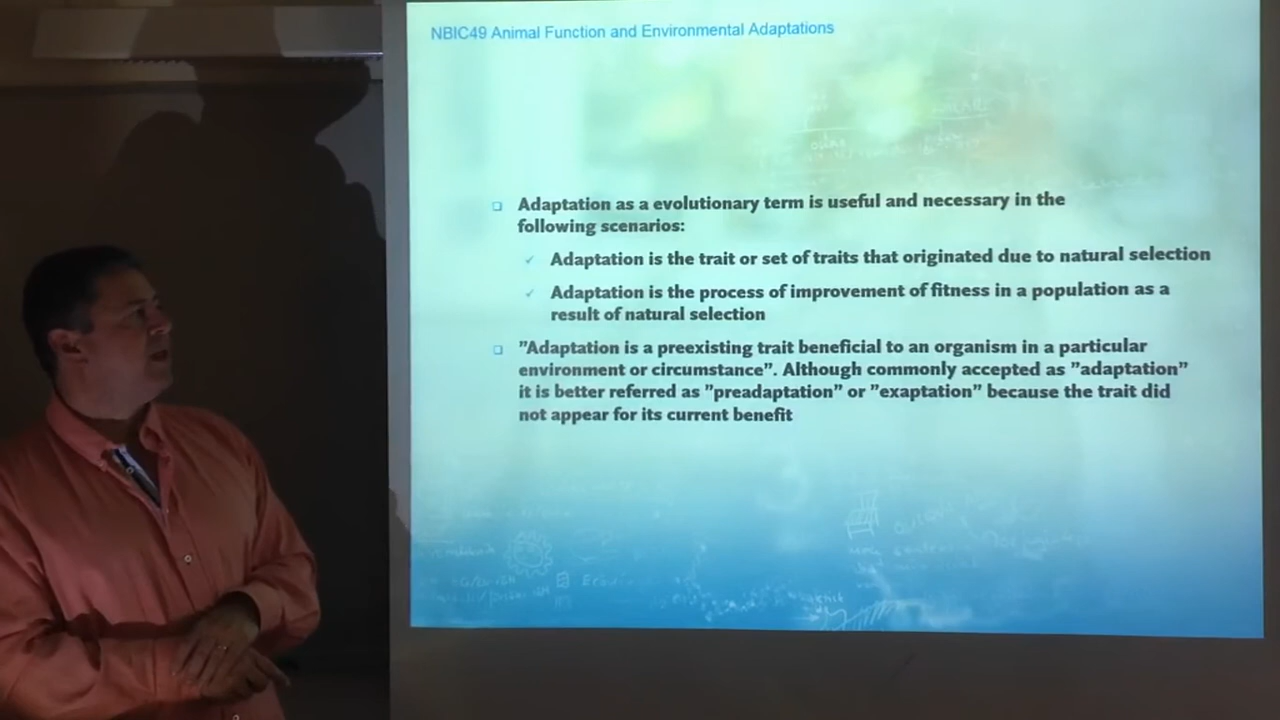 NBIC49 Animal Function and Environmental Adaptations
Adaptation as a evolutionary term is useful and necessary in the
following scenarios:
Adaptation is the trait or set of traits that originated due to natural selection
Adaptation is the process of improvement of fitness in a population as a
result of natural selection
”Adaptation is a preexisting trait beneficial to an organism in a particular
environment or circumstance”. Although commonly accepted as ”adaptation”
it is better referred as ”preadaptation” or ”exaptation” because the trait did
not appear for its current benefit